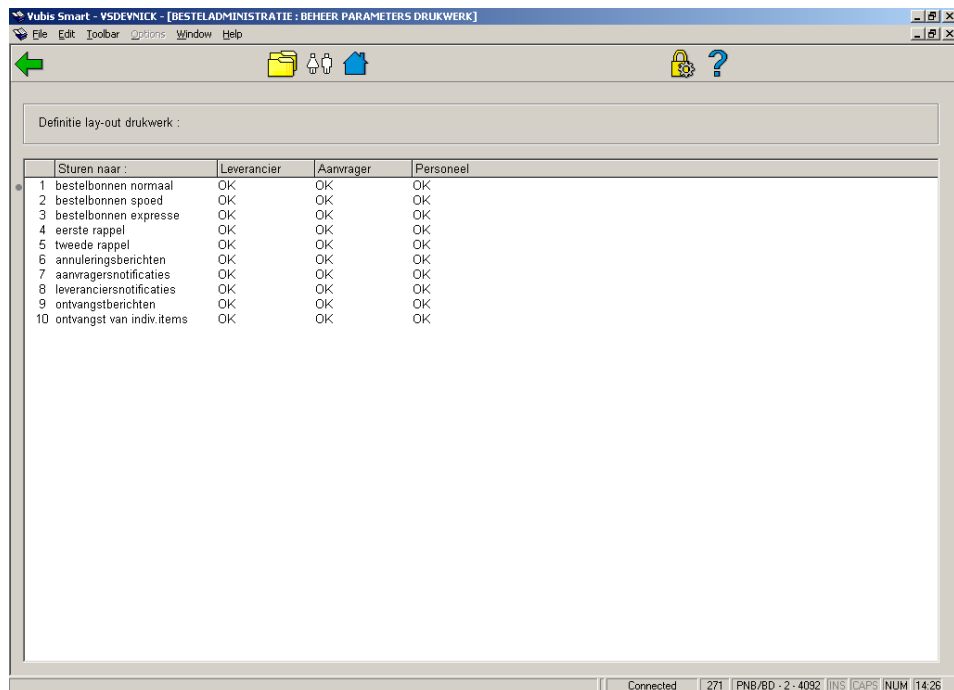 Vubis Smart - VSDEVNICK - [BESTELADMINISTRATIE : BEHEER PARAMETERS DRUKWERK]
File Edit Toolbar Options Window Help
Definitie lay-out drukwerk :
Sturen naar : Leverancier Aanvrager Personeel
1 bestelbonnen normaal OK OK OK
2 bestelbonnen spoed OK OK OK
3 bestelbonnen expresse OK OK OK
4 eerste rappel OK OK OK
5 tweede rappel OK OK OK
6 annuleringsberichten OK OK OK
7 aanvragersnotificaties OK OK OK
8 leveranciersnotificaties OK OK OK
9 ontvangstberichten OK OK OK
10 ontvangst van indiv.items OK OK OK
Connected 271 PNB/BD - 2 - 4092 INS CAPS NUM 14:26